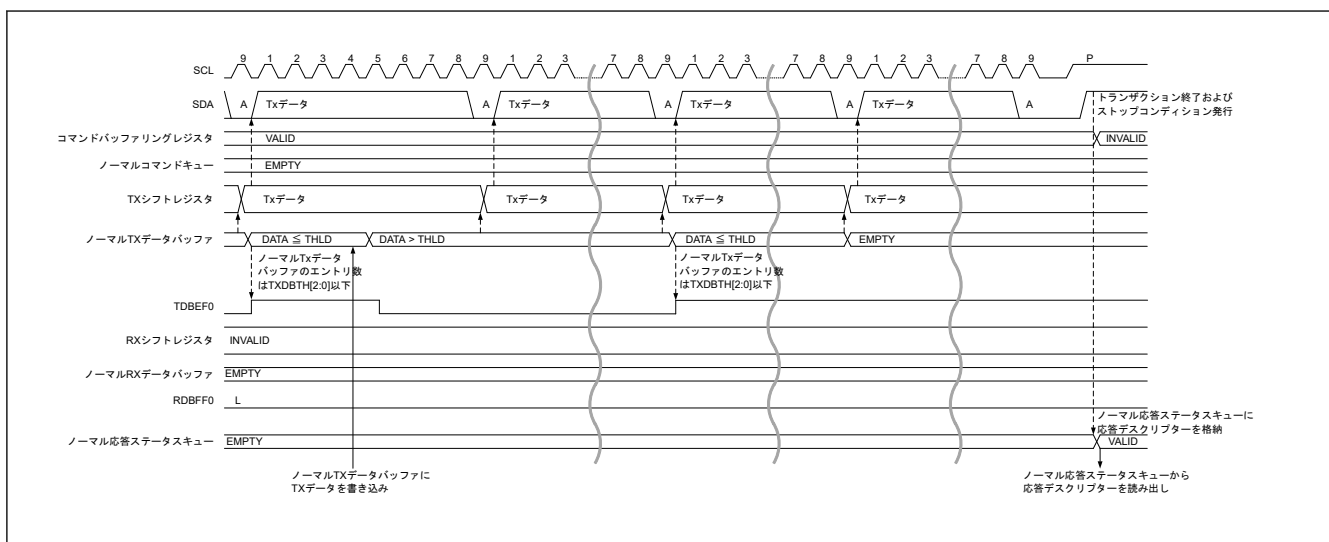 9 1 2 3 4 5 6 7 8 9 1 2 3 7 8 9 1 2 3 7 8 9 1 2 3 7 8 9 P
SCL
SDA A Txデータ A Txデータ A Txデータ A Txデータ A
トランザクション終了および
ストップコンディション発行
コマンドバッファリングレジスタ VALID INVALID
ノーマルコマンドキュー EMPTY
TXシフトレジスタ Txデータ Txデータ Txデータ Txデータ
ノーマルTXデータバッファ DATA ≦ THLD DATA > THLD DATA ≦ THLD EMPTY
ノーマルTxデータ
バッファのエントリ数
はTXDBTH[2:0]以下
ノーマルTxデータ
バッファのエントリ数
はTXDBTH[2:0]以下
TDBEF0
RXシフトレジスタ INVALID
ノーマルRXデータバッファ EMPTY
RDBFF0 L
ノーマル応答ステータスキューに
応答デスクリプターを格納
ノーマル応答ステータスキュー EMPTY VALID
ノーマルTXデータバッファに
TXデータを書き込み
ノーマル応答ステータスキューから
応答デスクリプターを読み出し